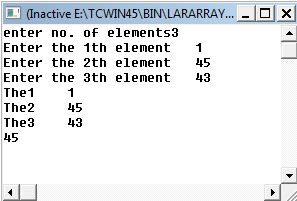 (Inactive E:\TCWIN45\BIN\LARARRAY...
enter no. of elements3
Enter the 1th element   1
Enter the 2th element   45
Enter the 3th element   43
The1    1
The2    45
The3    43
45